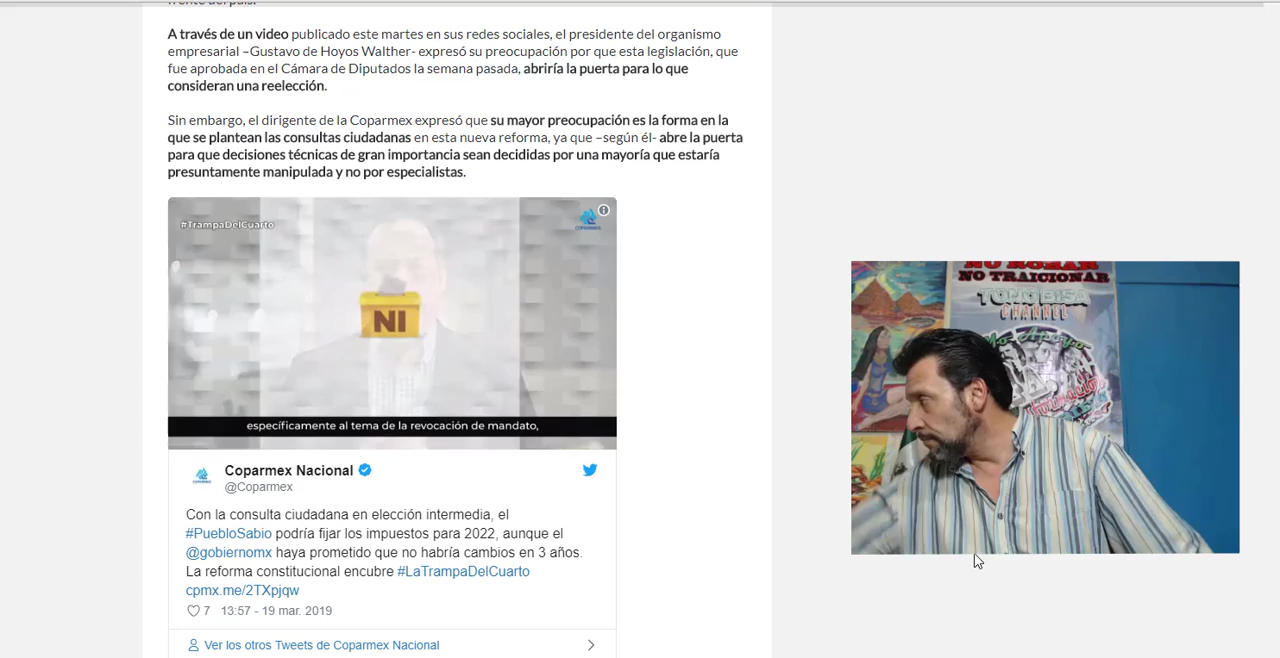 frente del país.
A través de un video publicado este martes en sus redes sociales, el presidente del organismo
empresarial –Gustavo de Hoyos Walther- expresó su preocupación por que esta legislación, que
fue aprobada en el Cámara de Diputados la semana pasada, abriría la puerta para lo que
consideran una reelección.
Sin embargo, el dirigente de la Coparmex expresó que su mayor preocupación es la forma en la
que se plantean las consultas ciudadanas en esta nueva reforma, ya que –según él- abre la puerta
para que decisiones técnicas de gran importancia sean decididas por una mayoría que estaría
presuntamente manipulada y no por especialistas.
#TrampaDelCuarto
COPARMEX
NI
específicamente al tema de la revocación de mandato,
Coparmex Nacional
@Coparmex
Con la consulta ciudadana en elección intermedia, el
#PuebloSabio podría fijar los impuestos para 2022, aunque el
@gobiernomx haya prometido que no habría cambios en 3 años.
La reforma constitucional encubre #LaTrampaDelCuarto
cpmx.me/2TXpjqw
7 13:57 - 19 mar. 2019
Ver los otros Tweets de Coparmex Nacional
NO ROBAR
NO TRAICIONAR
CHANNEL
Yo Apoyo